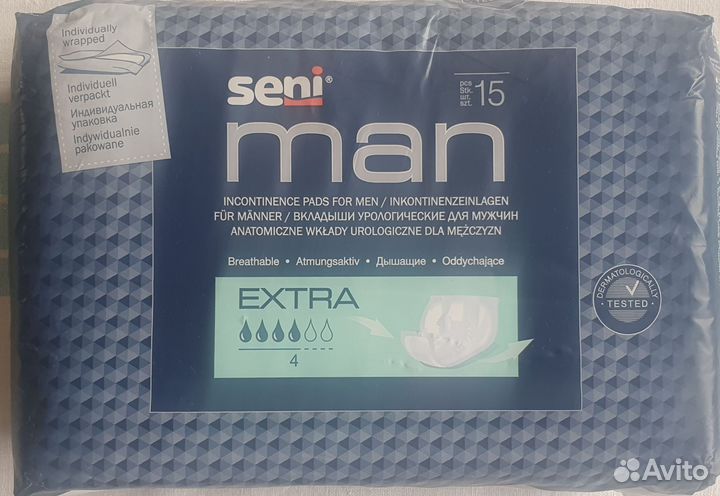 Individually
wrapped
Individuell
verpackt
Индивидуальная
упаковка
Indywidualnie
pakowane
seni®
pcs
Stk.
шт.
szt.
15
man
INCONTINENCE PADS FOR MEN / INKONTINENZEINLAGEN
FÜR MÄNNER / ВКЛАДЫШИ УРОЛОГИЧЕСКИЕ ДЛЯ МУЖЧИН
ANATOMICZNE WKŁADY UROLOGICZNE DLA MĘŻCZYZN
Breathable • Atmungsaktiv • Дышащие • Oddychające
EXTRA
4
DERMATOLOGICALLY
• TESTED •
Avito